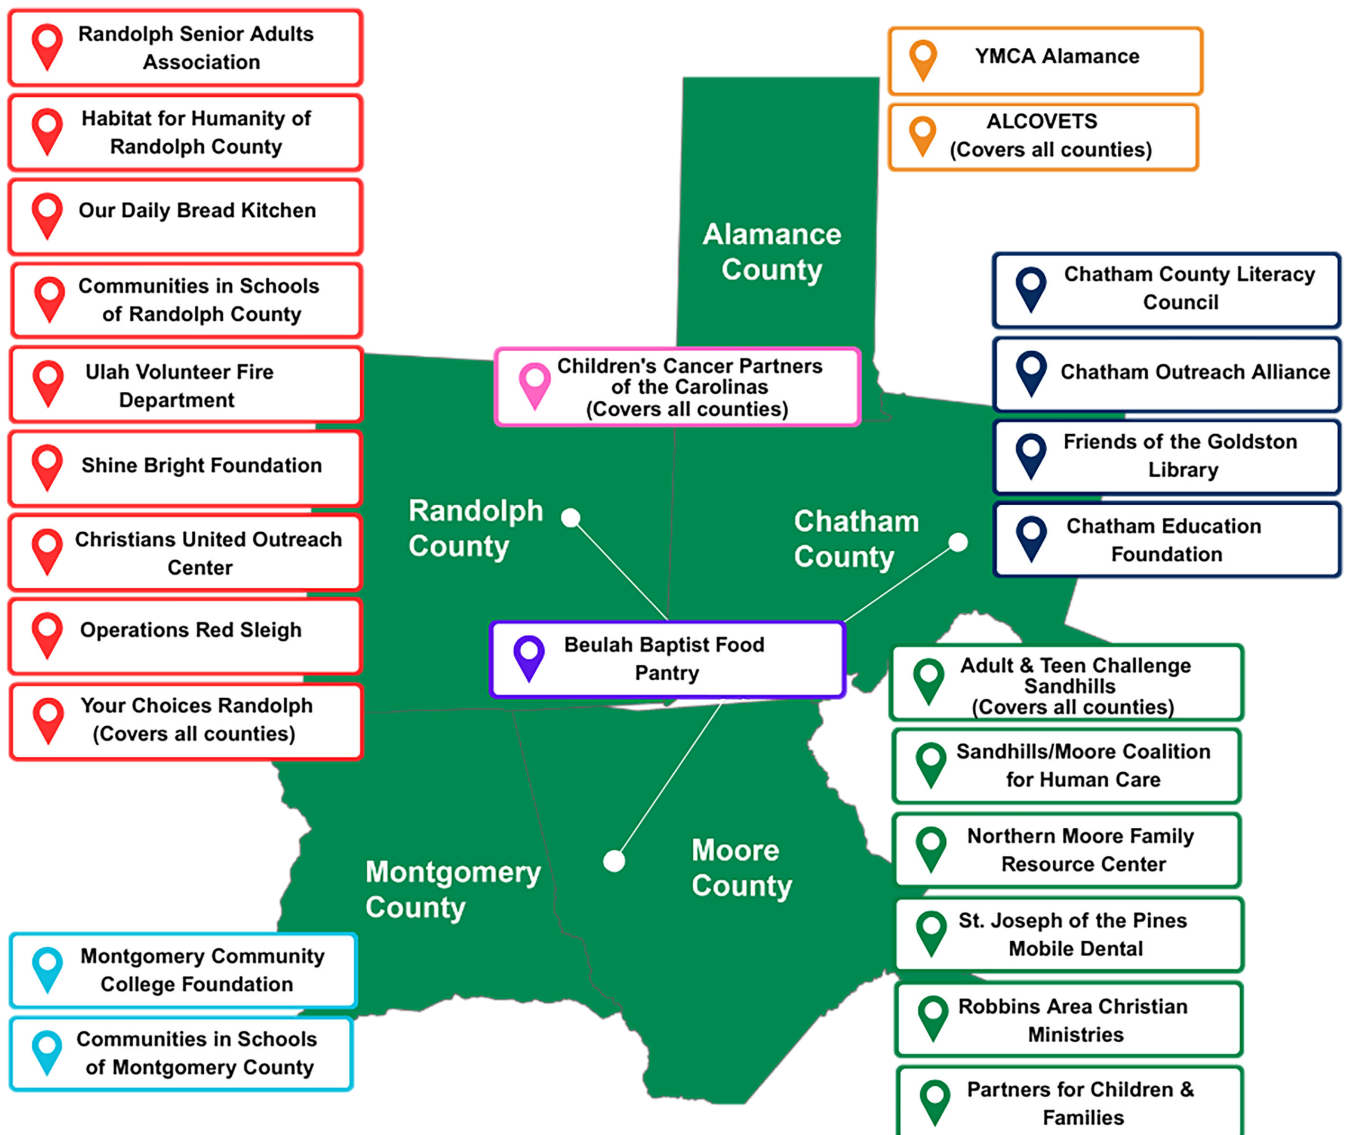 Randolph Senior Adults
Association
Habitat for Humanity of
Randolph County
Our Daily Bread Kitchen
Communities in Schools
of Randolph County
Ulah Volunteer Fire
Department
Shine Bright Foundation
Christians United Outreach
Center
Operations Red Sleigh
Your Choices Randolph
(Covers all counties)
Montgomery Community
College Foundation
Communities in Schools
of Montgomery County
Alamance
County
Children's Cancer Partners
of the Carolinas
(Covers all counties)
Randolph
County
Chatham
County
Beulah Baptist Food
Pantry
Montgomery
County
Moore
County
YMCA Alamance
ALCOVETS
(Covers all counties)
Chatham County Literacy
Council
Chatham Outreach Alliance
Friends of the Goldston
Library
Chatham Education
Foundation
Adult & Teen Challenge
Sandhills
(Covers all counties)
Sandhills/Moore Coalition
for Human Care
Northern Moore Family
Resource Center
St. Joseph of the Pines
Mobile Dental
Robbins Area Christian
Ministries
Partners for Children &
Families